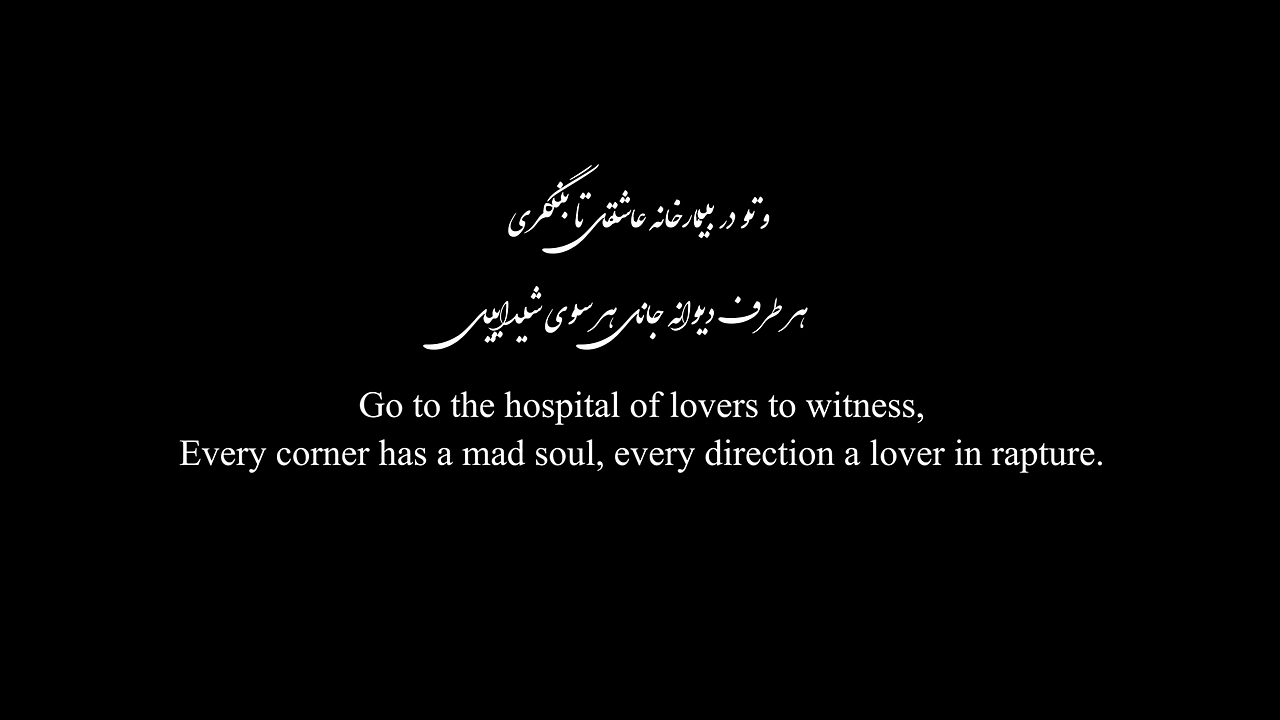 و تو در بیمارخانه عاشقان تا بنگری
هر طرف دیوانه جانی هر سوی شیدایی
Go to the hospital of lovers to witness,
Every corner has a mad soul, every direction a lover in rapture.